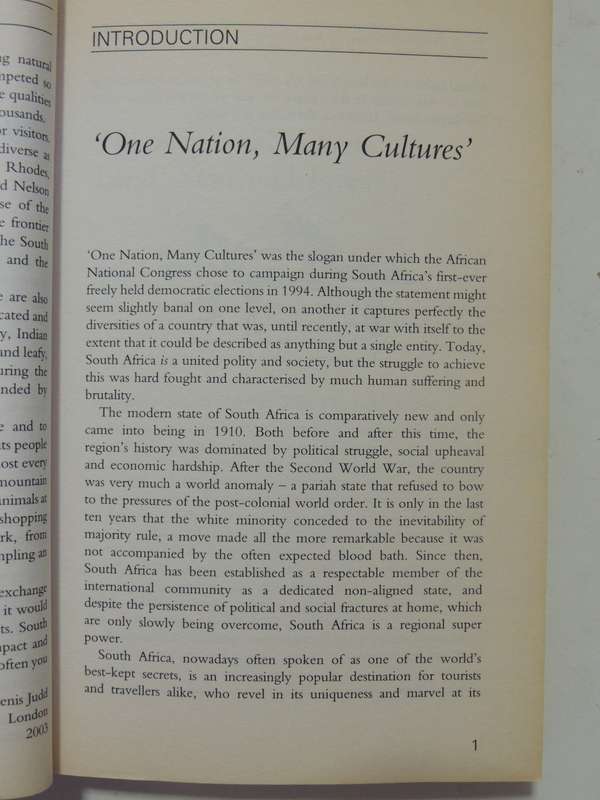 ng natural
mpeted so
e qualities
ousands.
or visitors,
diverse as
Rhodes,
d Nelson
se of the
e frontier
he South
and the
e are also
cated and
y, Indian
and leafy,
uring the
nded by
e and to
its people
ost every
mountain
nimals at
shopping
rk, from
mpling an
exchange
it would
ts. South
mpact and
often you
enis Judd
London
2003
INTRODUCTION
‘One Nation, Many Cultures’
‘One Nation, Many Cultures’ was the slogan under which the African
National Congress chose to campaign during South Africa’s first-ever
freely held democratic elections in 1994. Although the statement might
seem slightly banal on one level, on another it captures perfectly the
diversities of a country that was, until recently, at war with itself to the
extent that it could be described as anything but a single entity. Today,
South Africa is a united polity and society, but the struggle to achieve
this was hard fought and characterised by much human suffering and
brutality.
The modern state of South Africa is comparatively new and only
came into being in 1910. Both before and after this time, the
region’s history was dominated by political struggle, social upheaval
and economic hardship. After the Second World War, the country
was very much a world anomaly – a pariah state that refused to bow
to the pressures of the post-colonial world order. It is only in the last
ten years that the white minority conceded to the inevitability of
majority rule, a move made all the more remarkable because it was
not accompanied by the often expected blood bath. Since then,
South Africa has been established as a respectable member of the
international community as a dedicated non-aligned state, and
despite the persistence of political and social fractures at home, which
are only slowly being overcome, South Africa is a regional super
power.
South Africa, nowadays often spoken of as one of the world’s
best-kept secrets, is an increasingly popular destination for tourists
and travellers alike, who revel in its uniqueness and marvel at its
1